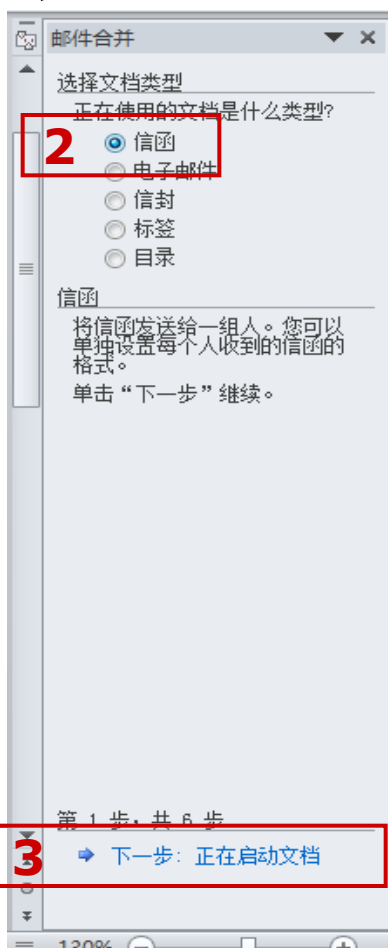 邮件合并
选择文档类型
正在使用的文档是什么类型?
2
信函
电子邮件
信封
标签
目录
信函
将信函发送给一组人。您可以
单独设置每个人收到的信函的
格式。
单击“下一步”继续。
第 1 步，共 6 步
3
下一步: 正在启动文档
130%